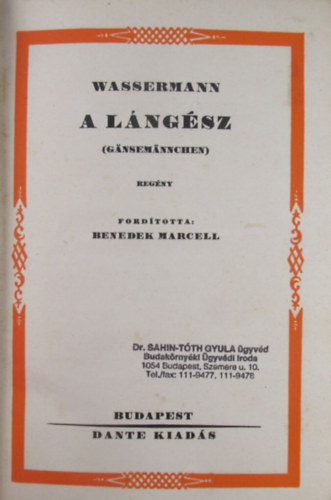 WASSERMANN
A LÁNGÉSZ
(GÄNSEMÄNNCHEN)
REGÉNY
FORDÍTOTTA:
BENEDEK MARCELL
Dr. SAHIN-TÓTH GYULA ügyvéd
Budakörnyéki Ügyvédi Iroda
1054 Budapest, Szemere u. 10.
Tel./fax: 111-9477, 111-9478
BUDAPEST
DANTE KIADÁS